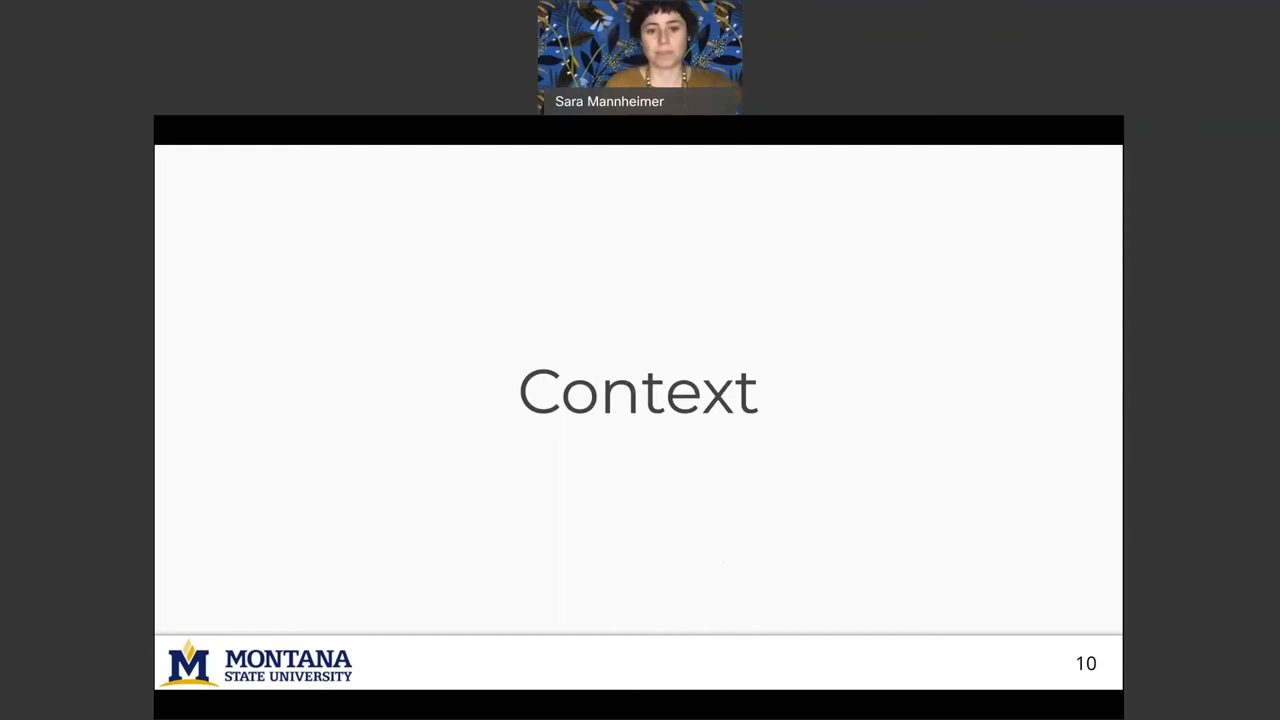 Sara Mannheimer
Context
M MONTANA
STATE UNIVERSITY
10